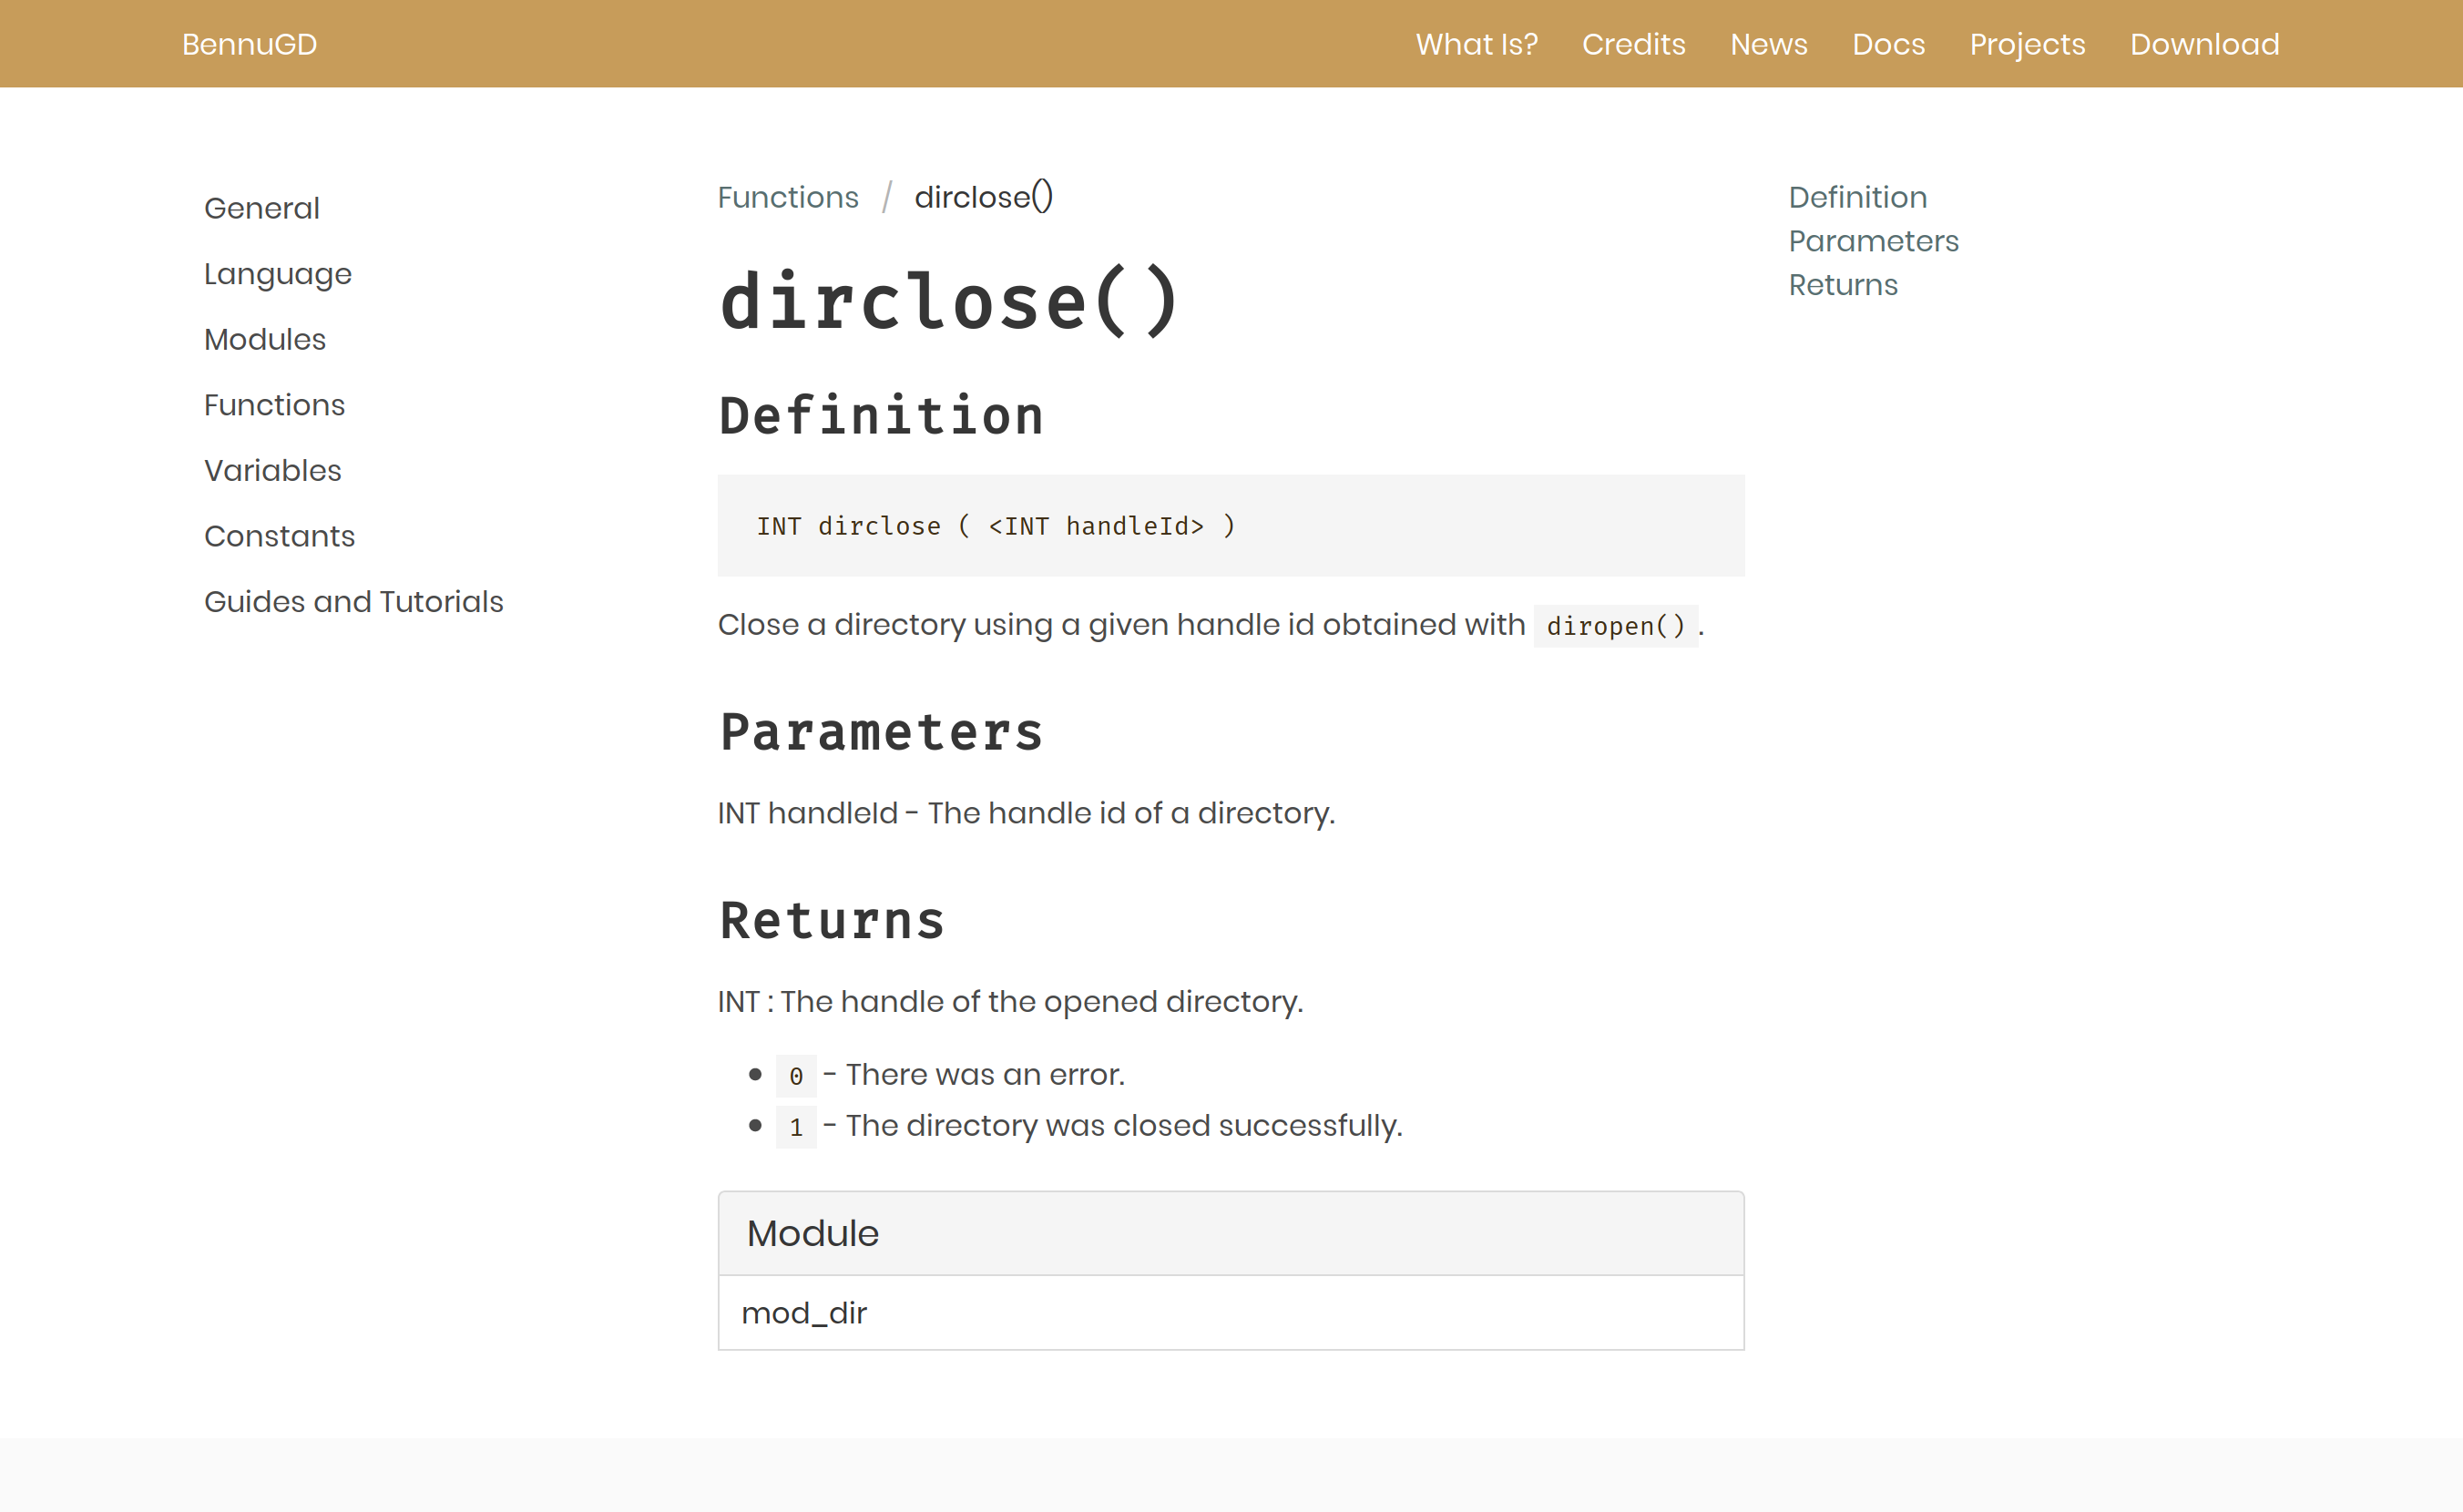 BennuGD
What Is? Credits News Docs Projects Download
General
Language
Modules
Functions
Variables
Constants
Guides and Tutorials
Functions / dirclose()
dirclose()
Definition
INT dirclose ( <INT handleId> )
Close a directory using a given handle id obtained with diropen() .
Parameters
INT handleId - The handle id of a directory.
Returns
INT : The handle of the opened directory.
0 - There was an error.
1 - The directory was closed successfully.
Module
mod_dir
Definition
Parameters
Returns